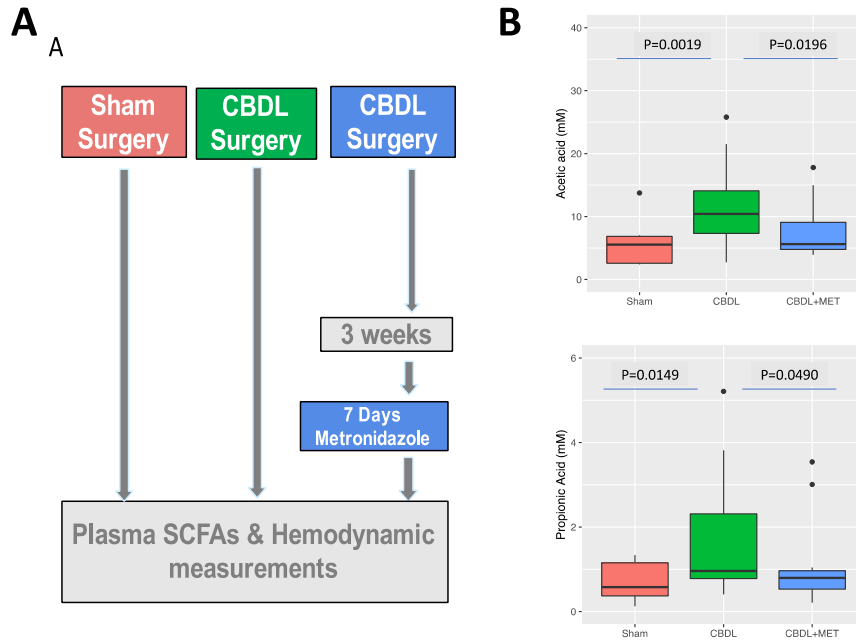 A
A
Sham
Surgery
CBDL
Surgery
CBDL
Surgery
3 weeks
7 Days
Metronidazole
Plasma SCFAs & Hemodynamic
measurements
B
P=0.0019
P=0.0196
Acetic acid (mM)
40
30
20
10
0
Sham
CBDL
CBDL+MET
P=0.0149
P=0.0490
Propionic Acid (mM)
6
4
2
0
Sham
CBDL
CBDL+MET